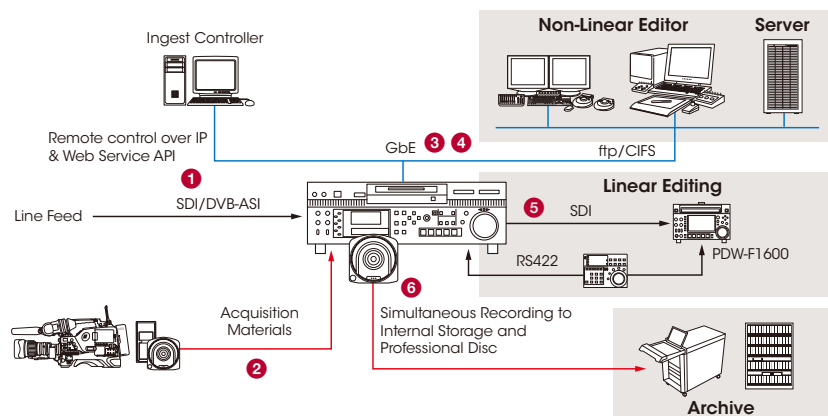 Ingest Controller
Non-Linear Editor
Server
Remote control over IP
& Web Service API
GbE
3
4
ftp/CIFS
1
Linear Editing
Line Feed
SDI/DVB-ASI
5
SDI
RS422
PDW-F1600
6
Acquisition
Materials
2
Simultaneous Recording to
Internal Storage and
Professional Disc
Archive